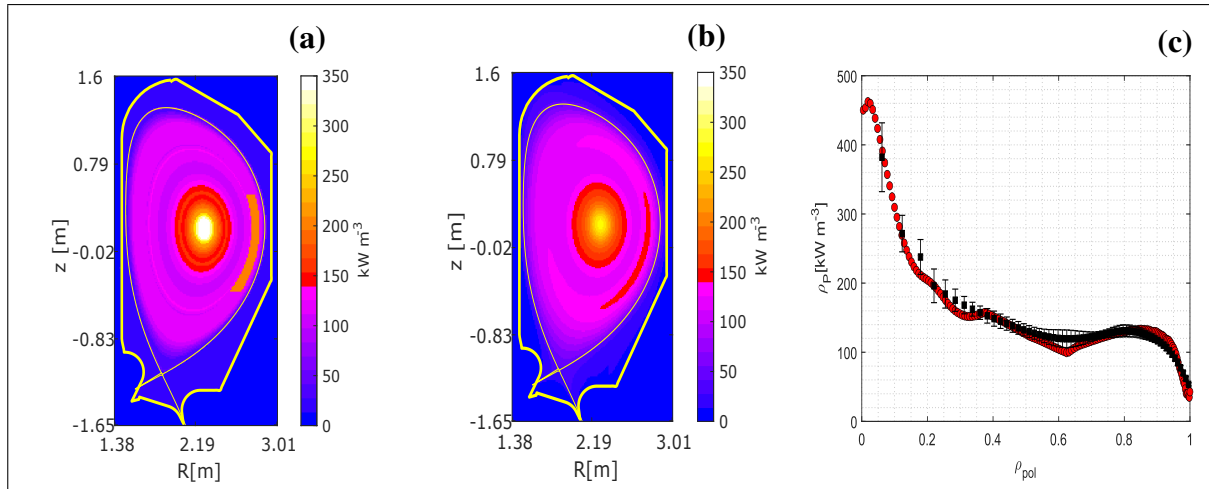 (a)
1.6
0.79
-0.02
-0.83
-1.65
z [m]
1.38 2.19 3.01
R[m]
350
300
250
200
150
100
50
0
kW m⁻³
(b)
1.6
0.79
-0.02
-0.83
-1.65
z [m]
1.38 2.19 3.01
R[m]
350
300
250
200
150
100
50
0
kW m⁻³
(c)
500
400
300
200
100
0
ρ_P[kW m⁻³]
0 0.2 0.4 0.6 0.8 1
ρ_pol